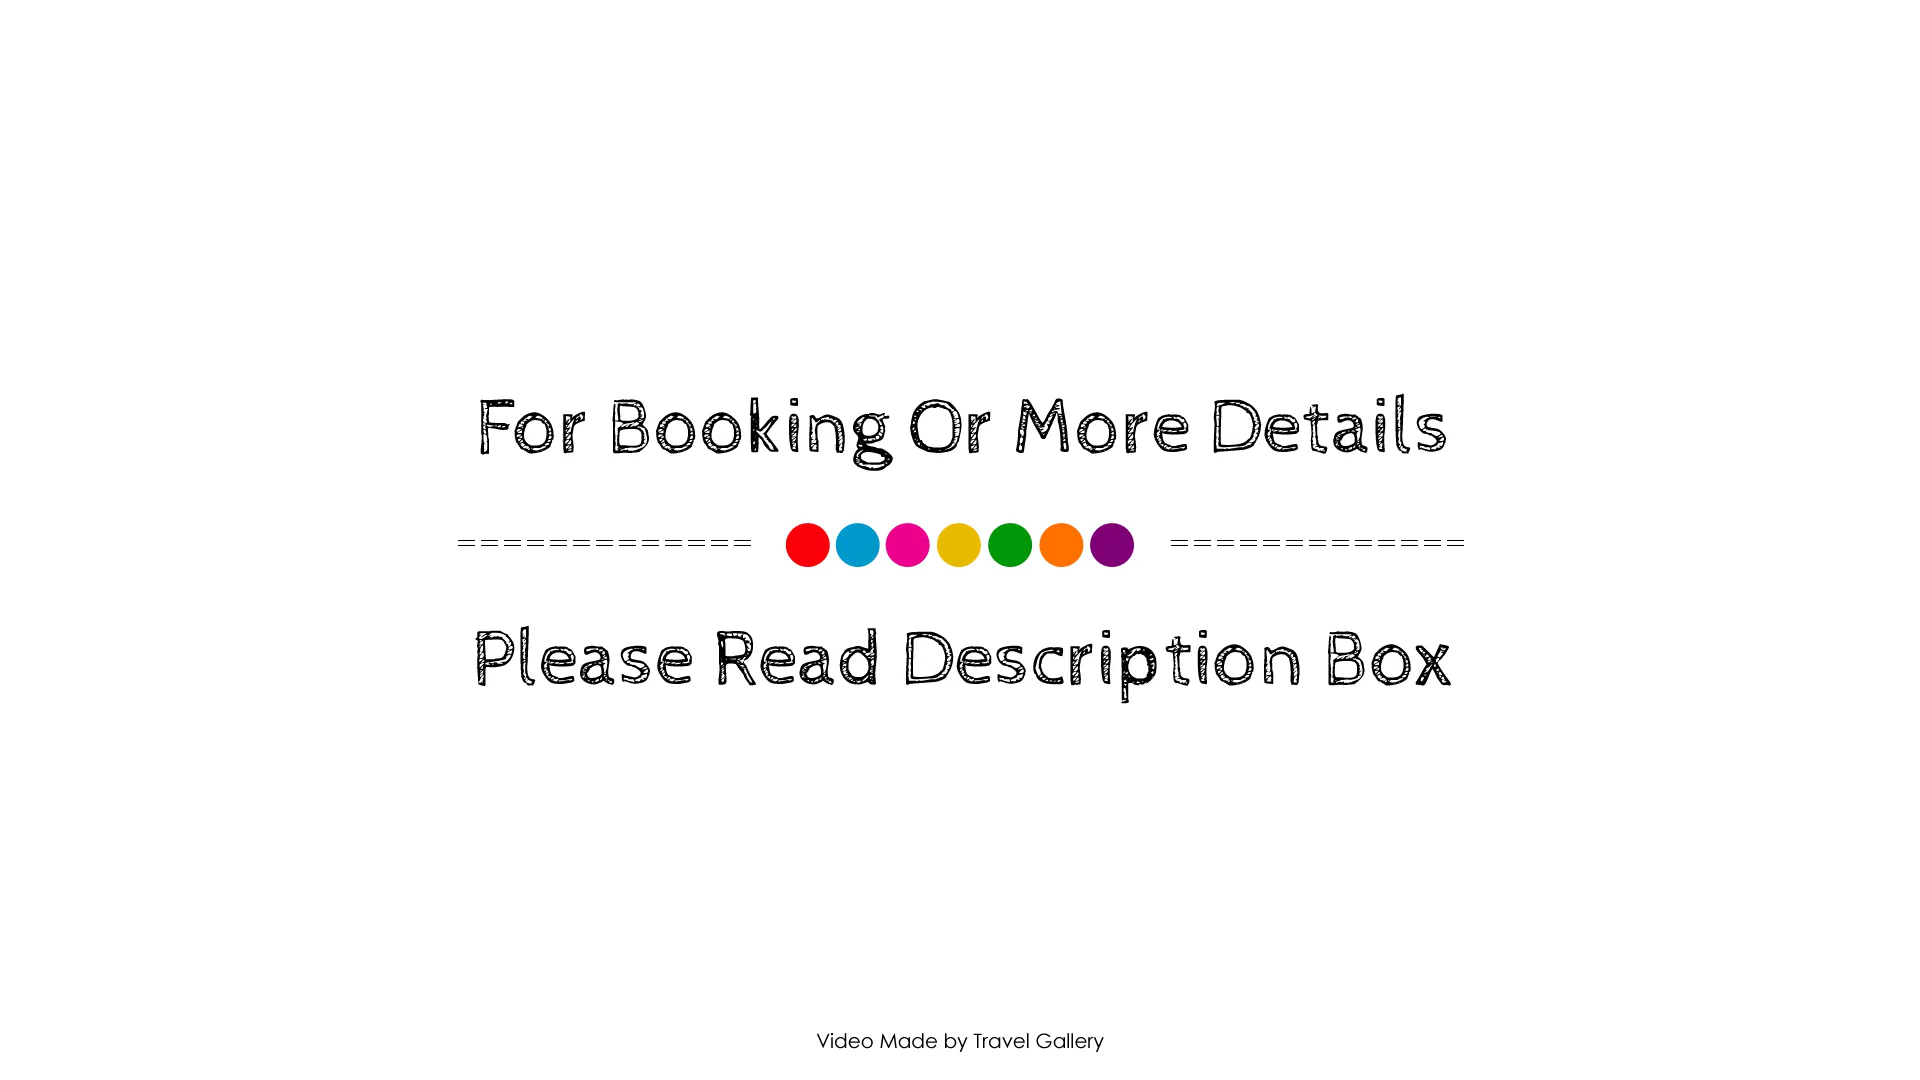 For Booking Or More Details
============= =============
Please Read Description Box
Video Made by Travel Gallery